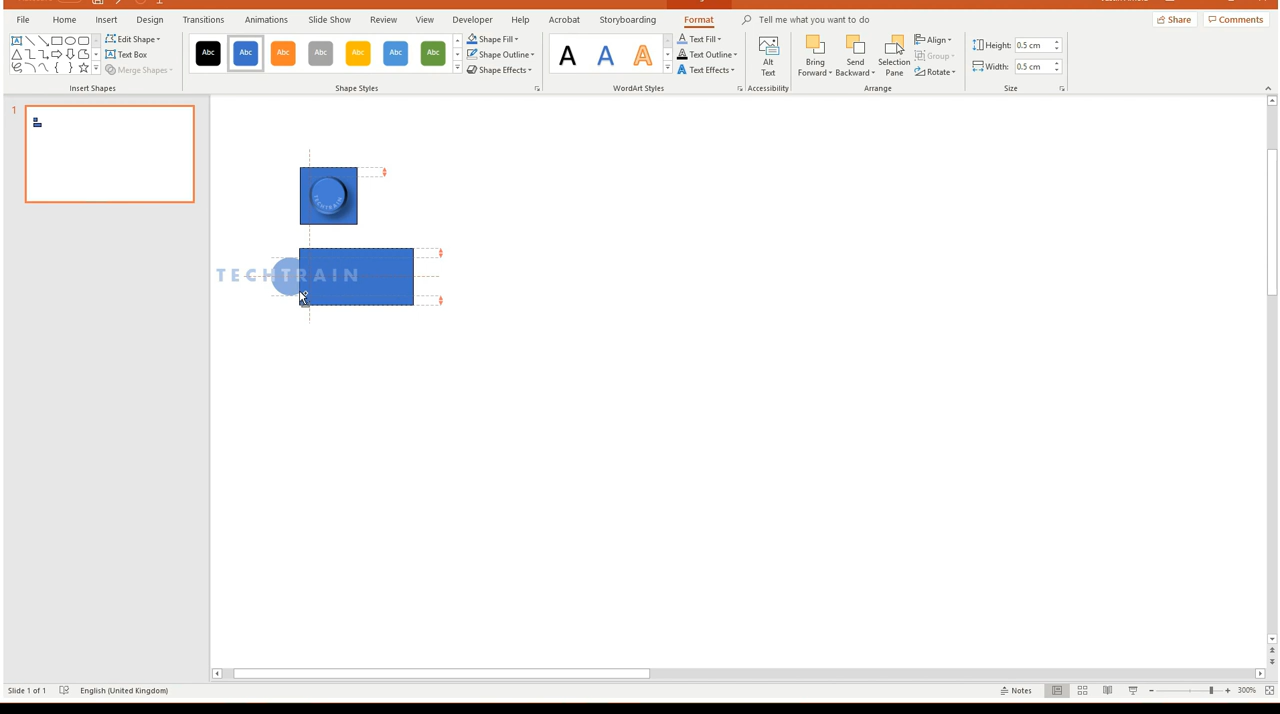 File Home Insert Design Transitions Animations Slide Show Review View Developer Help Acrobat Storyboarding Format Tell me what you want to do Share Comments
Edit Shape
Text Box
Merge Shapes
Insert Shapes
Abc Abc Abc Abc Abc Abc Abc
Shape Fill
Shape Outline
Shape Effects
Shape Styles
A A A
Text Fill
Text Outline
Text Effects
WordArt Styles
Alt
Text
Accessibility
Bring
Forward
Send
Backward
Selection
Pane
Align
Group
Rotate
Arrange
Height: 0.5 cm
Width: 0.5 cm
Size
1
TECHTRAIN
TECHTRAIN
Slide 1 of 1 English (United Kingdom) Notes 300%